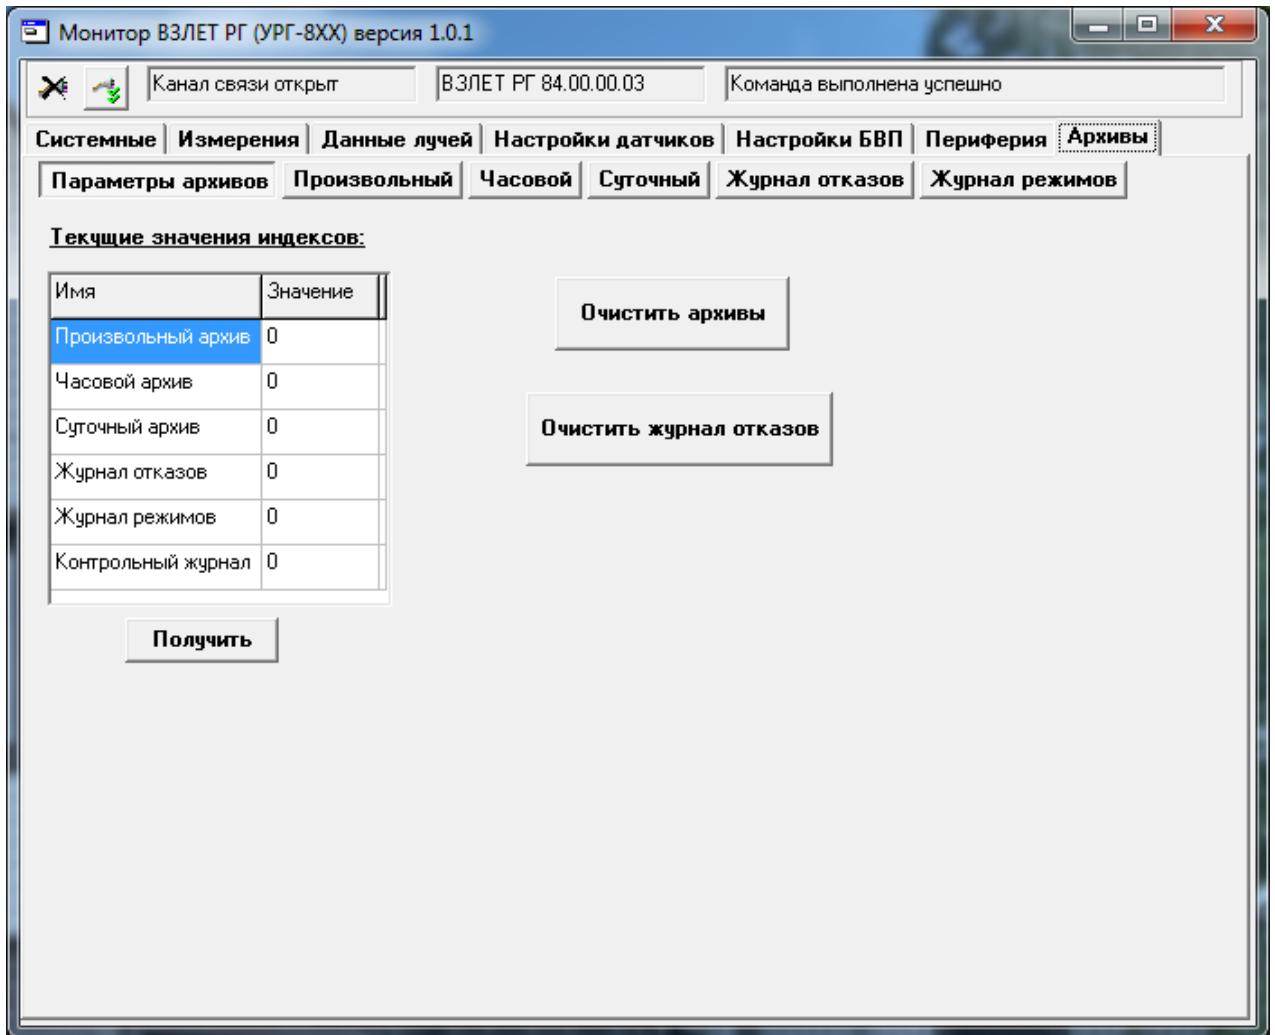 Монитор ВЗЛЕТ РГ (УРГ-8ХХ) версия 1.0.1
Канал связи открыт ВЗЛЕТ РГ 84.00.00.03 Команда выполнена успешно
Системные Измерения Данные лучей Настройки датчиков Настройки БВП Периферия Архивы
Параметры архивов Произвольный Часовой Суточный Журнал отказов Журнал режимов
Текущие значения индексов:
Имя Значение
Произвольный архив 0
Часовой архив 0
Суточный архив 0
Журнал отказов 0
Журнал режимов 0
Контрольный журнал 0
Получить
Очистить архивы
Очистить журнал отказов